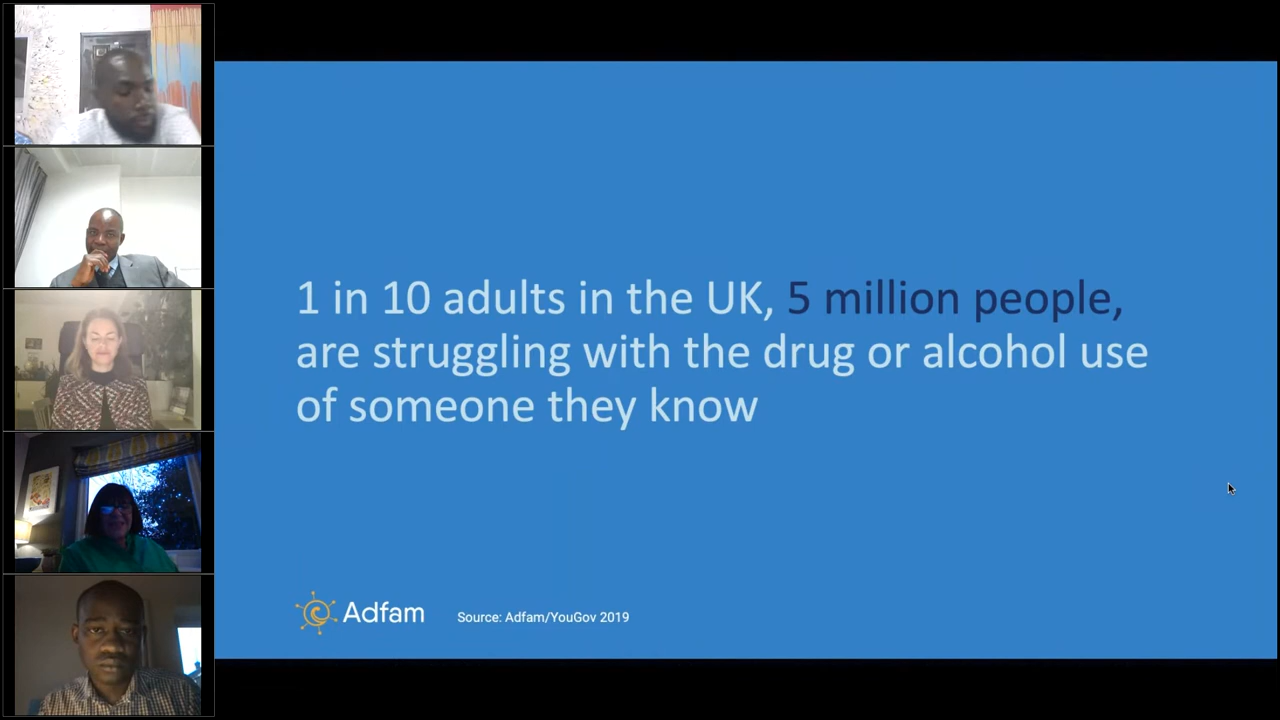 1 in 10 adults in the UK, 5 million people,
are struggling with the drug or alcohol use
of someone they know
Adfam
Source: Adfam/YouGov 2019